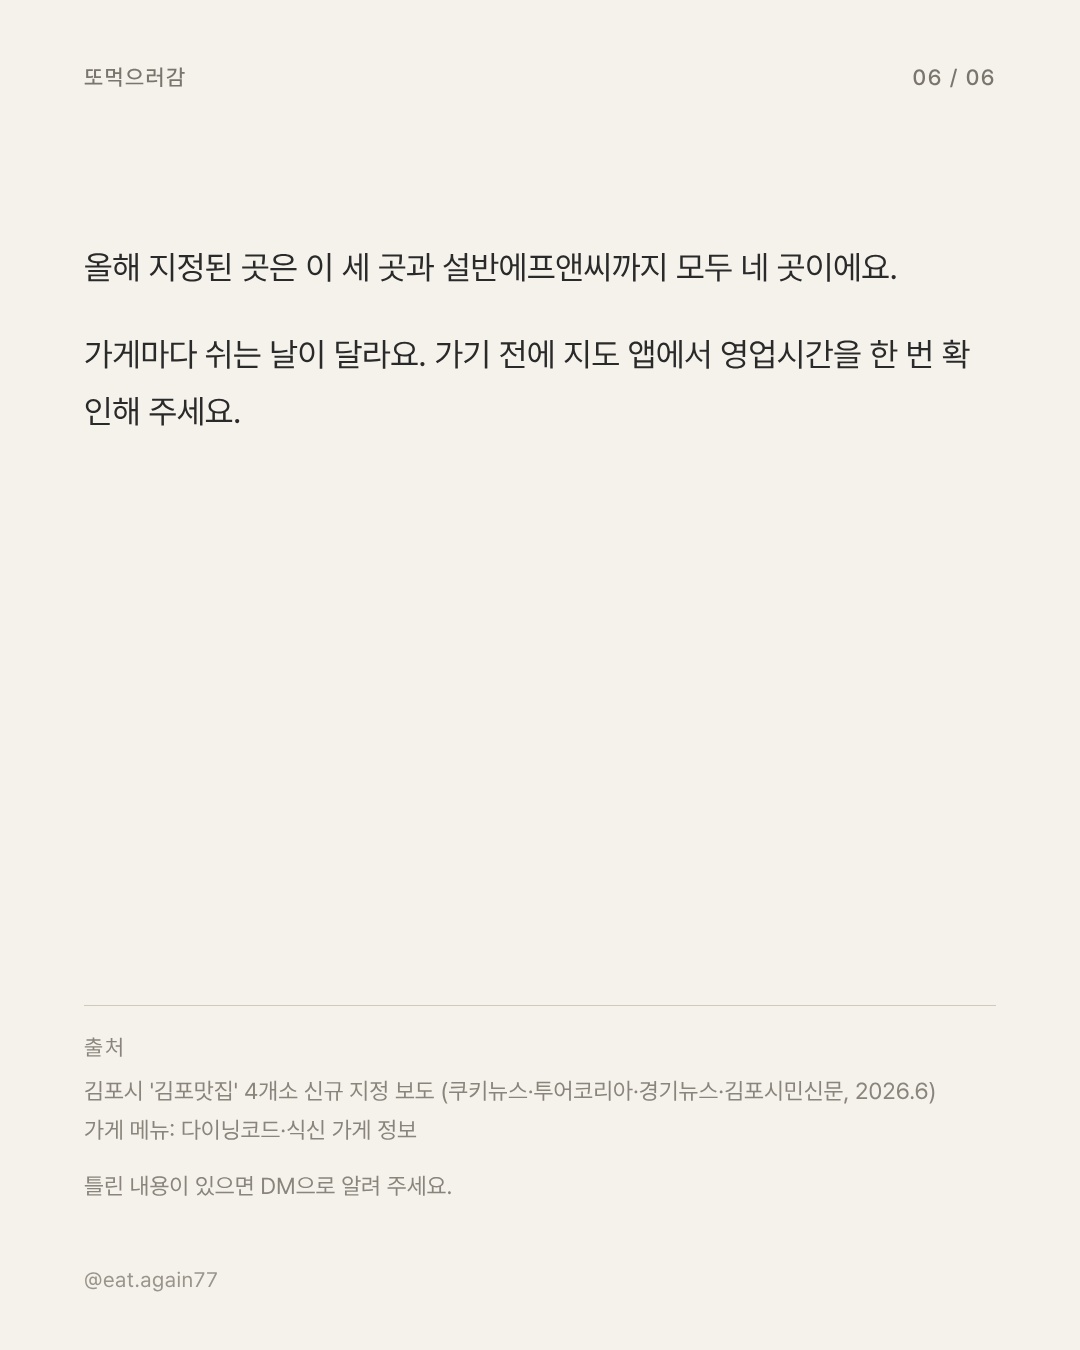 또먹으러감
06 / 06
올해 지정된 곳은 이 세 곳과 설반에프앤씨까지 모두 네 곳이에요.
가게마다 쉬는 날이 달라요. 가기 전에 지도 앱에서 영업시간을 한 번 확
인해 주세요.
출처
김포시 '김포맛집' 4개소 신규 지정 보도 (쿠키뉴스·투어코리아·경기뉴스·김포시민신문, 2026.6)
가게 메뉴: 다이닝코드·식신 가게 정보
틀린 내용이 있으면 DM으로 알려 주세요.
@eat.again77